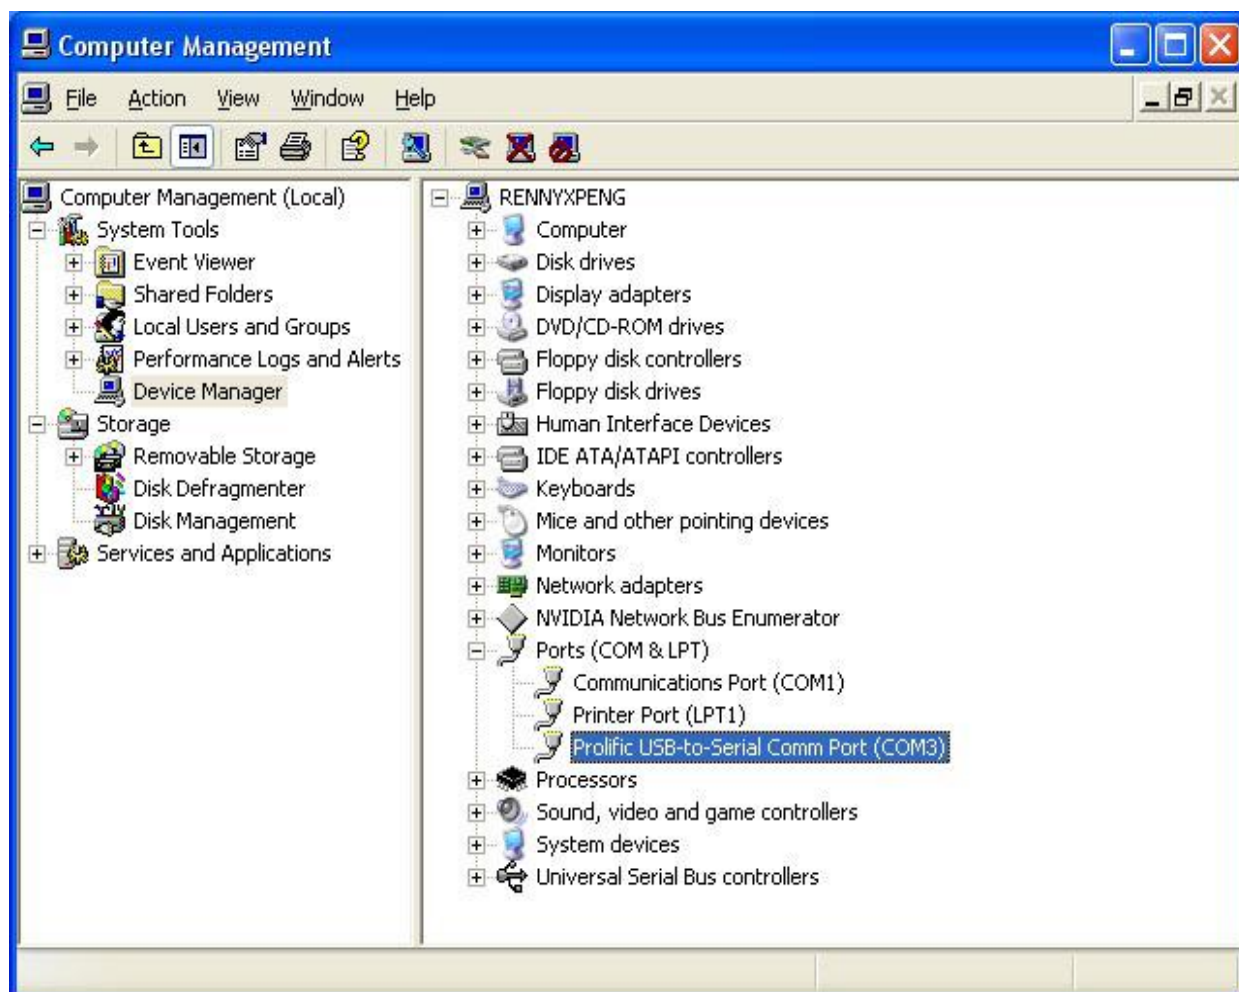 Computer Management
File Action View Window Help
Computer Management (Local)
System Tools
Event Viewer
Shared Folders
Local Users and Groups
Performance Logs and Alerts
Device Manager
Storage
Removable Storage
Disk Defragmenter
Disk Management
Services and Applications
RENNYXPENG
Computer
Disk drives
Display adapters
DVD/CD-ROM drives
Floppy disk controllers
Floppy disk drives
Human Interface Devices
IDE ATA/ATAPI controllers
Keyboards
Mice and other pointing devices
Monitors
Network adapters
NVIDIA Network Bus Enumerator
Ports (COM & LPT)
Communications Port (COM1)
Printer Port (LPT1)
Prolific USB-to-Serial Comm Port (COM3)
Processors
Sound, video and game controllers
System devices
Universal Serial Bus controllers